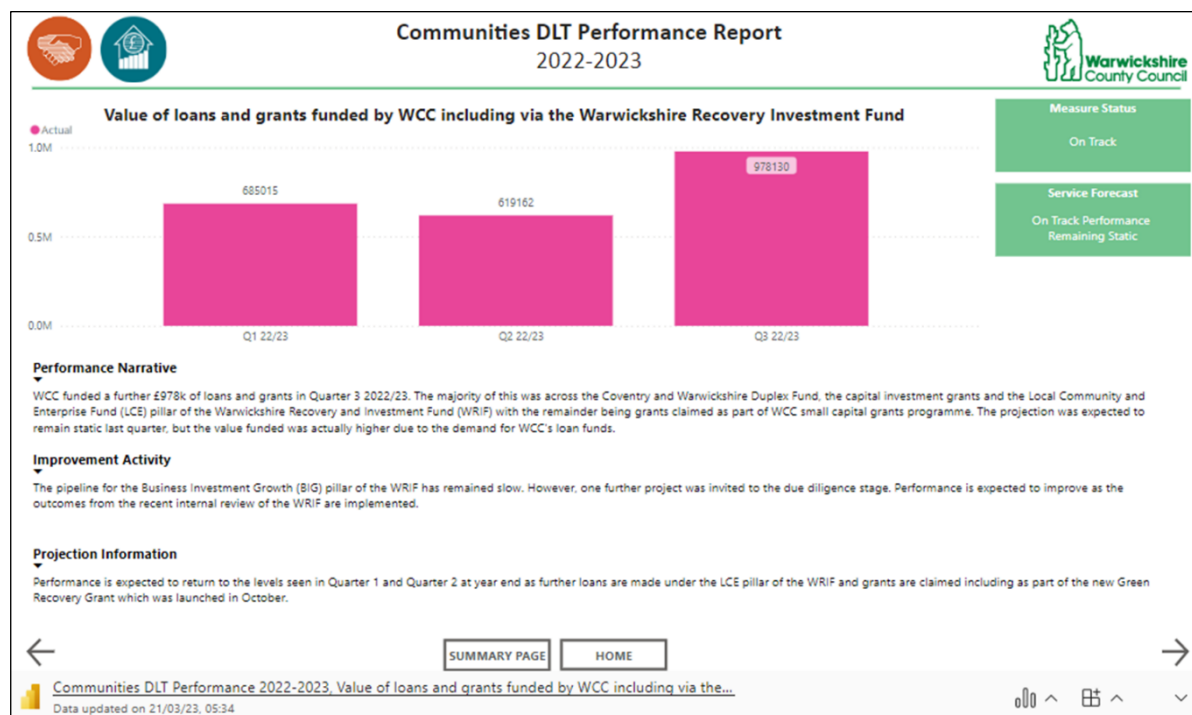 Communities DLT Performance Report
2022-2023
Warwickshire
County Council
Value of loans and grants funded by WCC including via the Warwickshire Recovery Investment Fund
Actual
1.0M
0.5M
0.0M
685015
619162
978130
Q1 22/23
Q2 22/23
Q3 22/23
Measure Status
On Track
Service Forecast
On Track Performance
Remaining Static
Performance Narrative
WCC funded a further £978k of loans and grants in Quarter 3 2022/23. The majority of this was across the Coventry and Warwickshire Duplex Fund, the capital investment grants and the Local Community and
Enterprise Fund (LCE) pillar of the Warwickshire Recovery and Investment Fund (WRIF) with the remainder being grants claimed as part of WCC small capital grants programme. The projection was expected to
remain static last quarter, but the value funded was actually higher due to the demand for WCC's loan funds.
Improvement Activity
The pipeline for the Business Investment Growth (BIG) pillar of the WRIF has remained slow. However, one further project was invited to the due diligence stage. Performance is expected to improve as the
outcomes from the recent internal review of the WRIF are implemented.
Projection Information
Performance is expected to return to the levels seen in Quarter 1 and Quarter 2 at year end as further loans are made under the LCE pillar of the WRIF and grants are claimed including as part of the new Green
Recovery Grant which was launched in October.
SUMMARY PAGE
HOME
Communities DLT Performance 2022-2023, Value of loans and grants funded by WCC including via the...
Data updated on 21/03/23, 05:34